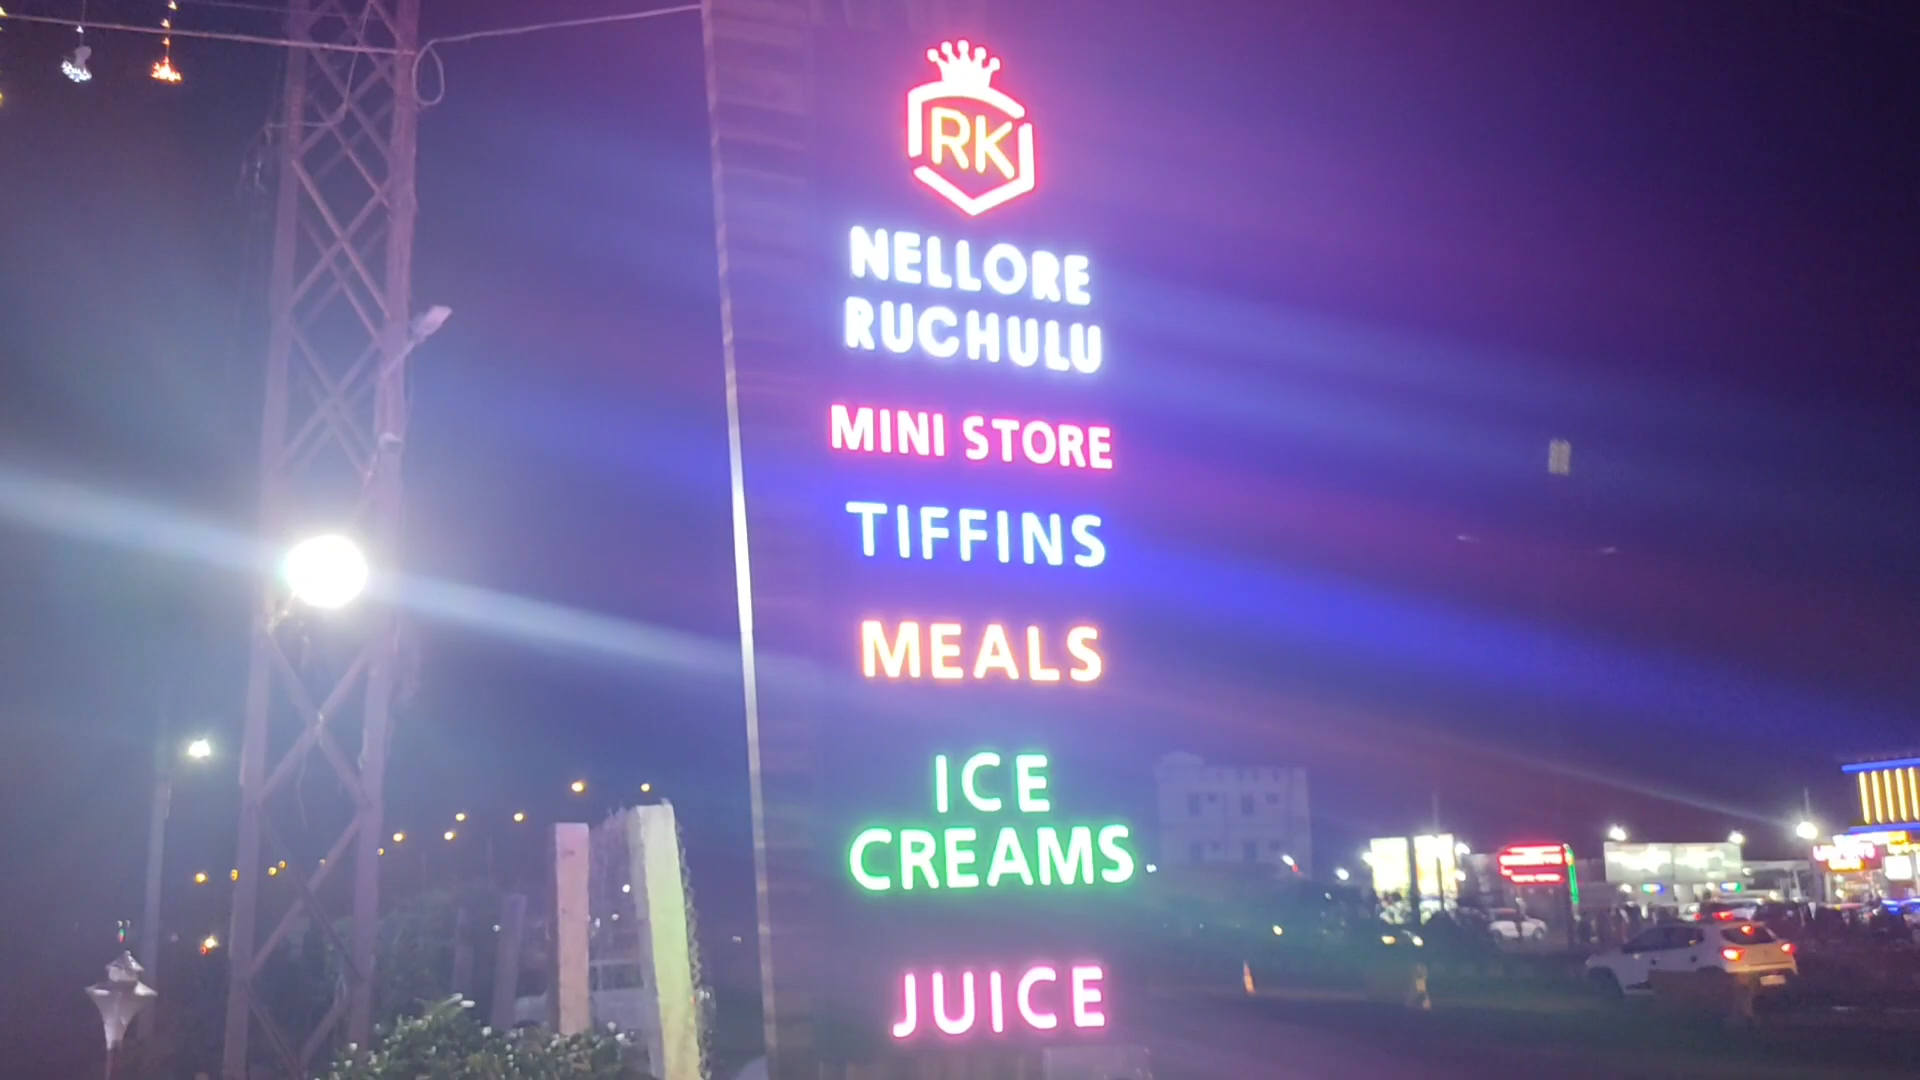 RK
NELLORE
RUCHULU
MINI STORE
TIFFINS
MEALS
ICE
CREAMS
JUICE